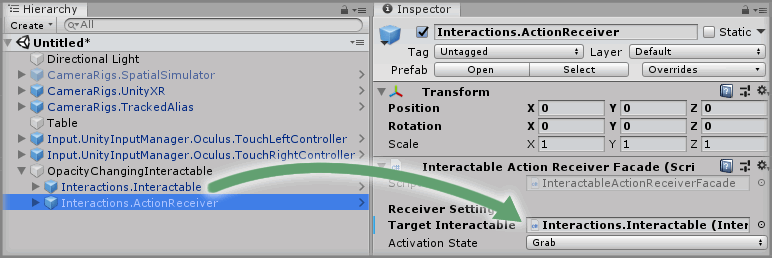 Hierarchy
Create
All
Untitled*
Directional Light
CameraRigs.SpatialSimulator
CameraRigs.UnityXR
CameraRigs.TrackedAlias
Table
Input.UnityInputManager.Oculus.TouchLeftController
Input.UnityInputManager.Oculus.TouchRightController
OpacityChangingInteractable
Interactions.Interactable
Interactions.ActionReceiver
Inspector
Interactions.ActionReceiver Static
Tag Untagged Layer Default
Prefab Open Select Overrides
Transform
Position X 0 Y 0 Z 0
Rotation X 0 Y 0 Z 0
Scale X 1 Y 1 Z 1
Interactable Action Receiver Facade (Scri
Scrip InteractableActionReceiverFacade
Receiver Setting
Target Interactable Interactions.Interactable (Inter
Activation State Grab